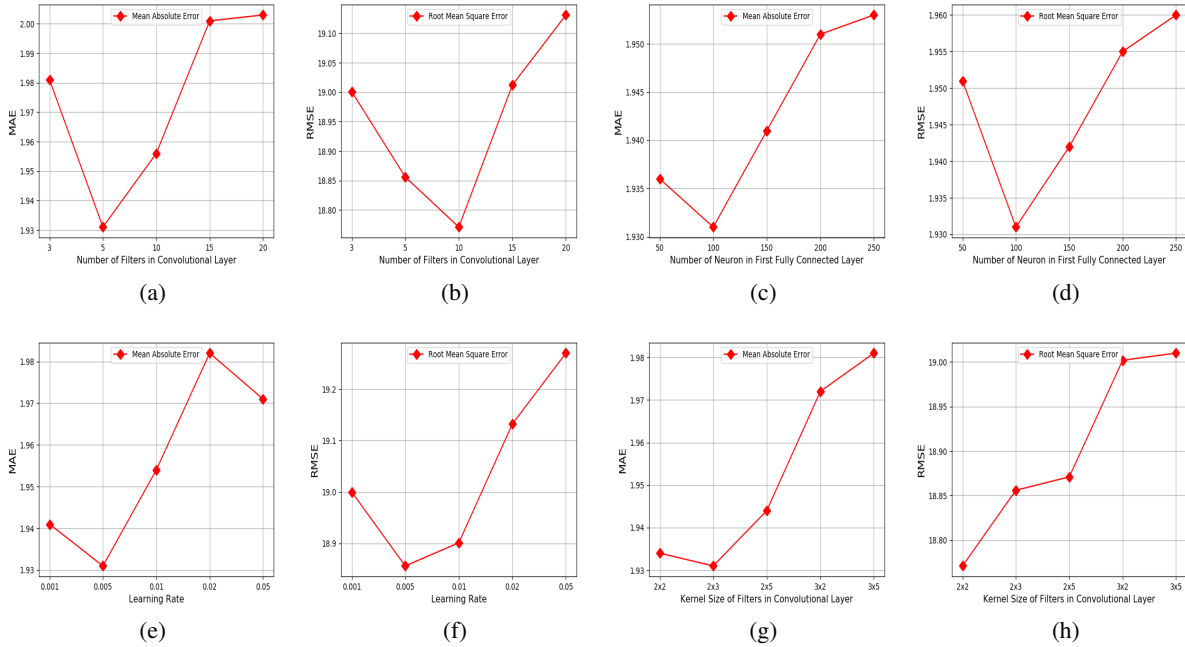 Mean Absolute Error
2.00
1.99
1.98
1.97
1.96
1.95
1.94
1.93
MAE
3 5 10 15 20
Number of Filters in Convolutional Layer
(a)
Root Mean Square Error
19.10
19.05
19.00
18.95
18.90
18.85
18.80
RMSE
3 5 10 15 20
Number of Filters in Convolutional Layer
(b)
Mean Absolute Error
1.950
1.945
1.940
1.935
1.930
MAE
50 100 150 200 250
Number of Neuron in First Fully Connected Layer
(c)
Root Mean Square Error
1.960
1.955
1.950
1.945
1.940
1.935
1.930
RMSE
50 100 150 200 250
Number of Neuron in First Fully Connected Layer
(d)
Mean Absolute Error
1.98
1.97
1.96
1.95
1.94
1.93
MAE
0.001 0.005 0.01 0.02 0.05
Learning Rate
(e)
Root Mean Square Error
19.2
19.1
19.0
18.9
RMSE
0.001 0.005 0.01 0.02 0.05
Learning Rate
(f)
Mean Absolute Error
1.98
1.97
1.96
1.95
1.94
1.93
MAE
2x2 2x3 2x5 3x2 3x5
Kernel Size of Filters in Convolutional Layer
(g)
Root Mean Square Error
19.00
18.95
18.90
18.85
18.80
RMSE
2x2 2x3 2x5 3x2 3x5
Kernel Size of Filters in Convolutional Layer
(h)